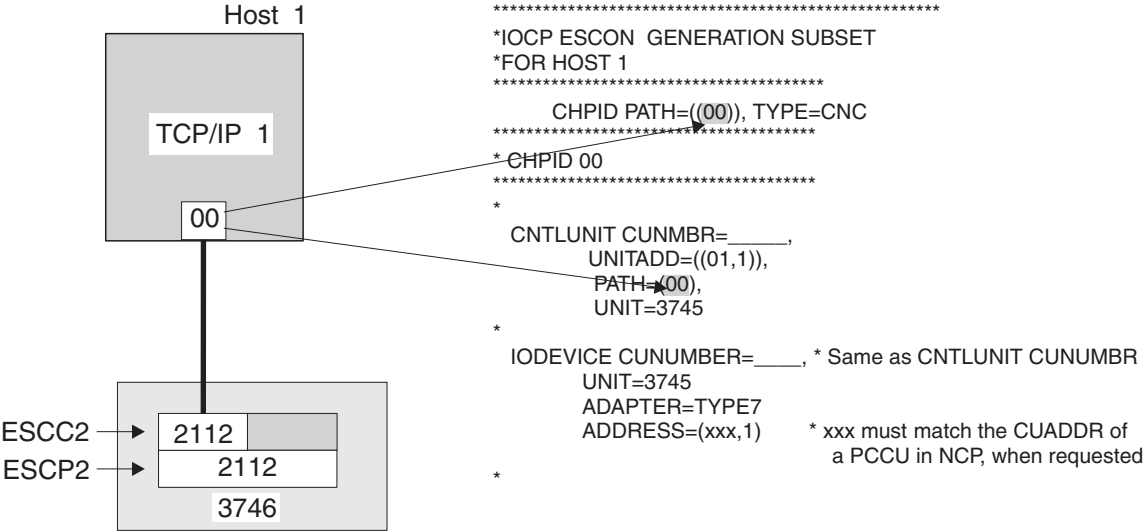 Host 1
TCP/IP 1
00
ESCC2
2112
ESCP2
2112
3746
******************************************************
*IOCP ESCON GENERATION SUBSET
*FOR HOST 1
****************************************
CHPID PATH=((00)), TYPE=CNC
***************************************
* CHPID 00
***************************************
*
CNTLUNIT CUNMBR=_____,
UNITADD=((01,1)),
PATH=(00),
UNIT=3745
*
IODEVICE CUNUMBER=____, * Same as CNTLUNIT CUNUMBR
UNIT=3745
ADAPTER=TYPE7
ADDRESS=(xxx,1) * xxx must match the CUADDR of
a PCCU in NCP, when requested
*